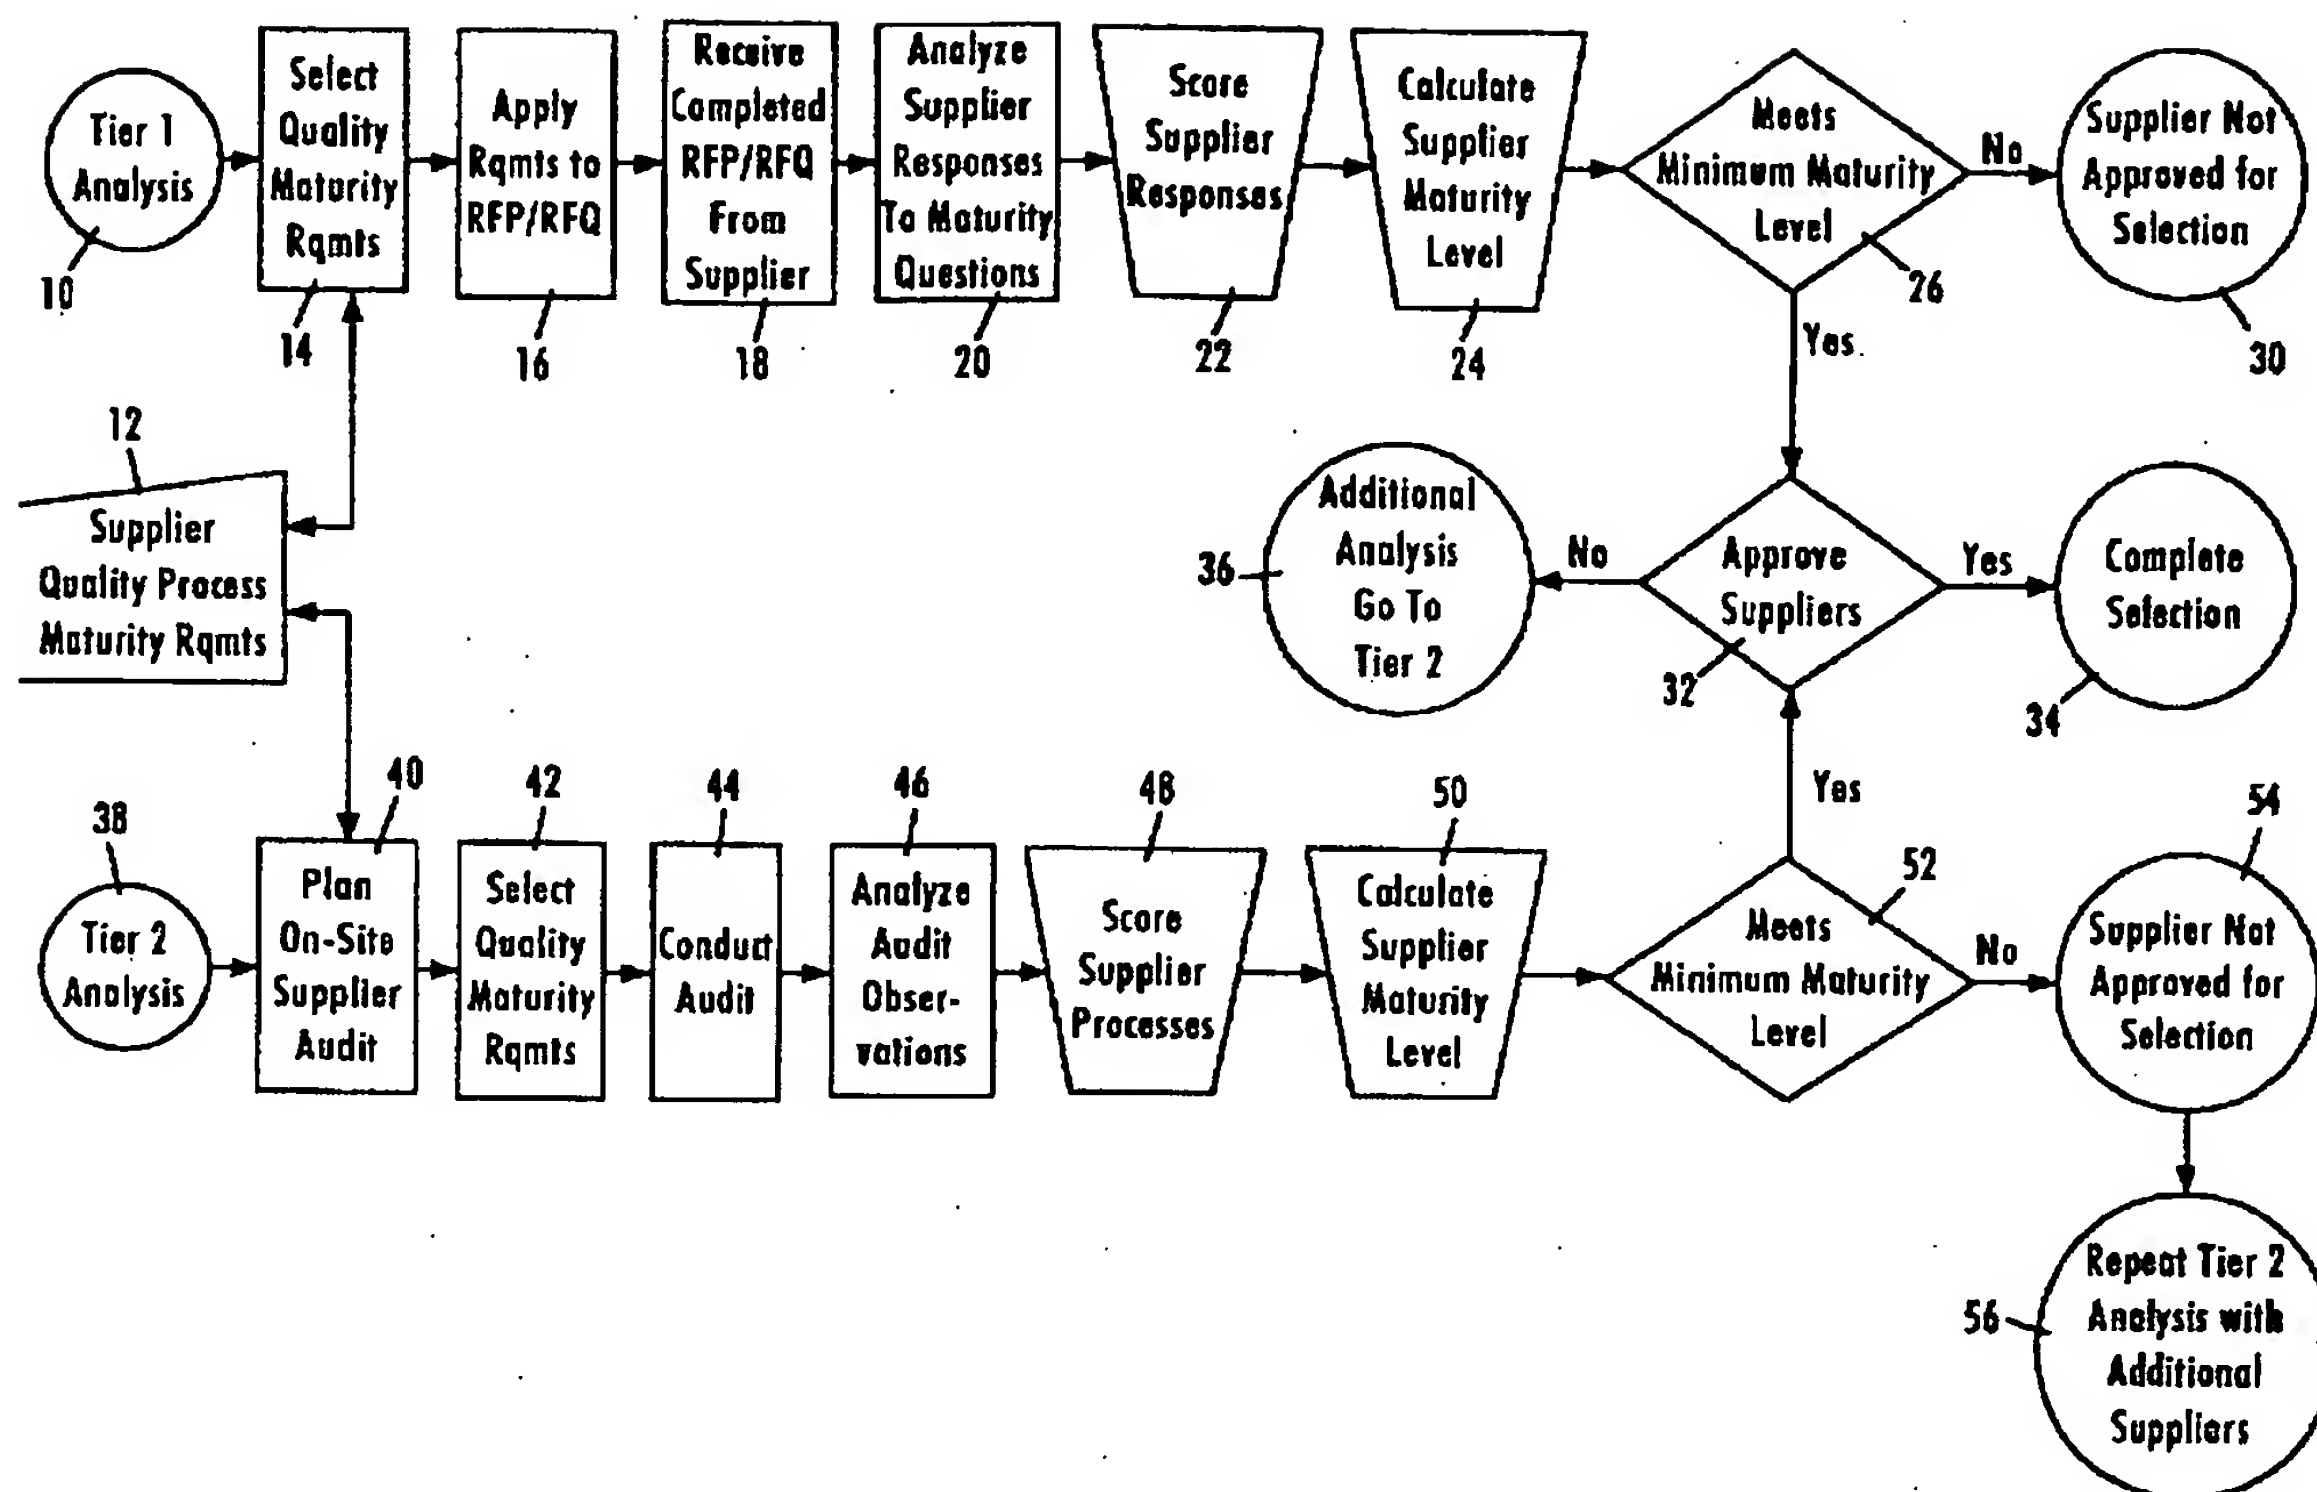 Tier 1
Analysis
10
Select
Quality
Maturity
Rqmts
14
Apply
Rqmts to
RFP/RFQ
16
Receive
Completed
RFP/RFQ
From
Supplier
18
Analyze
Supplier
Responses
To Maturity
Questions
20
Score
Supplier
Responses
22
Calculate
Supplier
Maturity
Level
24
Meets
Minimum Maturity
Level
26
No
Supplier Not
Approved for
Selection
30
Yes
12
Supplier
Quality Process
Maturity Rqmts
36
Additional
Analysis
Go To
Tier 2
No
Approve
Suppliers
32
Yes
Complete
Selection
34
Yes
38
Tier 2
Analysis
40
Plan
On-Site
Supplier
Audit
42
Select
Quality
Maturity
Rqmts
44
Conduct
Audit
46
Analyze
Audit
Obser-
vations
48
Score
Supplier
Processes
50
Calculate
Supplier
Maturity
Level
52
Meets
Minimum Maturity
Level
No
54
Supplier Not
Approved for
Selection
56
Repeat Tier 2
Analysis with
Additional
Suppliers